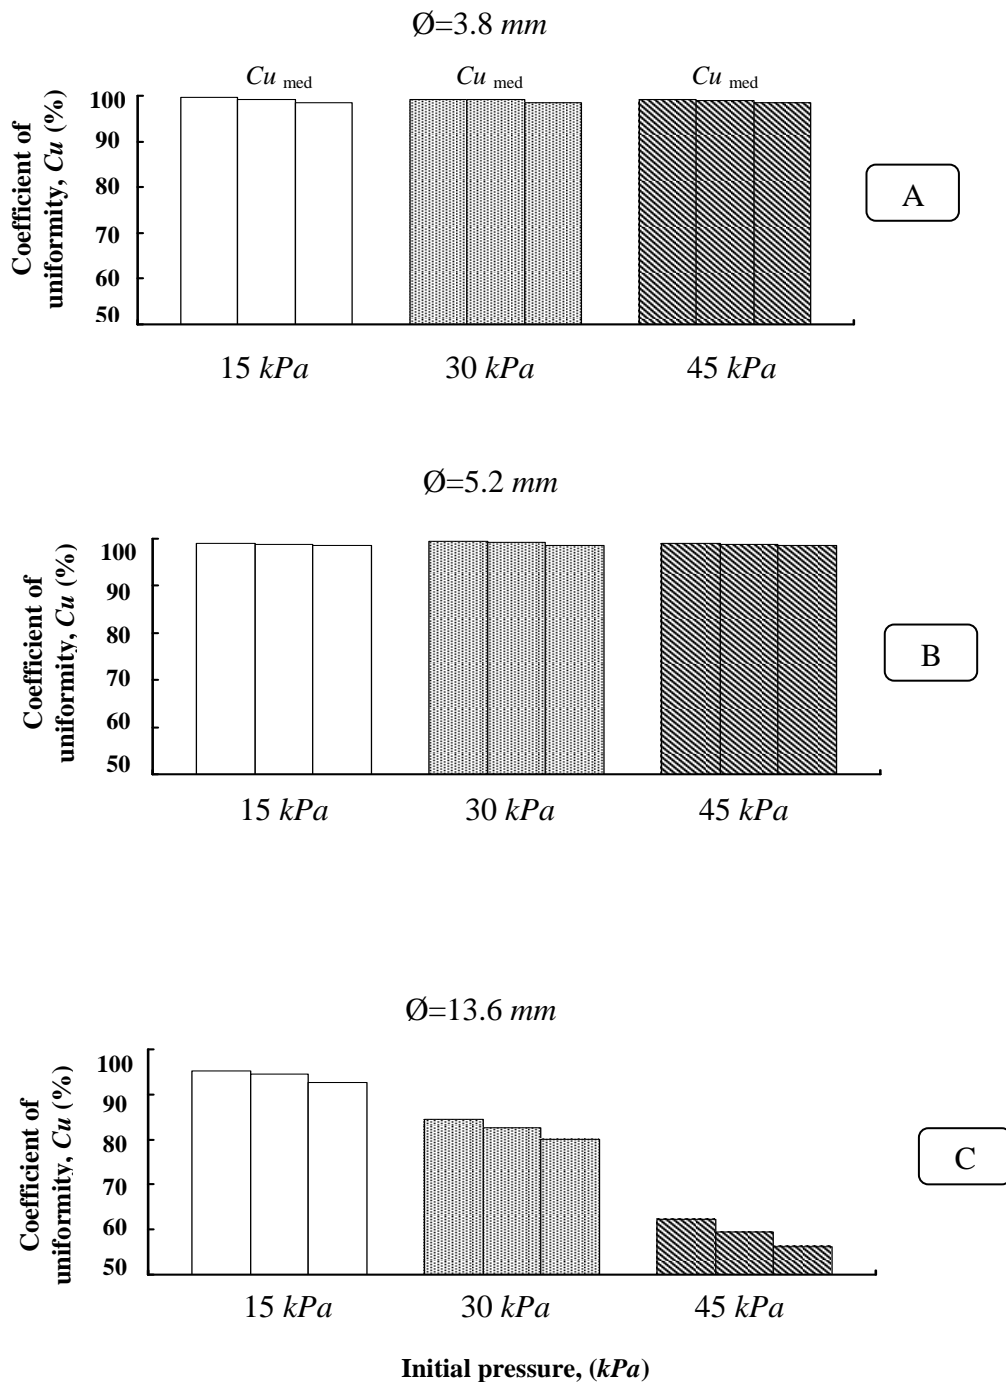 Ø=3.8 mm
Cu med Cu med Cu med
Coefficient of
uniformity, Cu (%)
100
90
80
70
60
50
A
15 kPa 30 kPa 45 kPa
Ø=5.2 mm
Coefficient of
uniformity, Cu (%)
100
90
80
70
60
50
B
15 kPa 30 kPa 45 kPa
Ø=13.6 mm
Coefficient of
uniformity, Cu (%)
100
90
80
70
60
50
C
15 kPa 30 kPa 45 kPa
Initial pressure, (kPa)